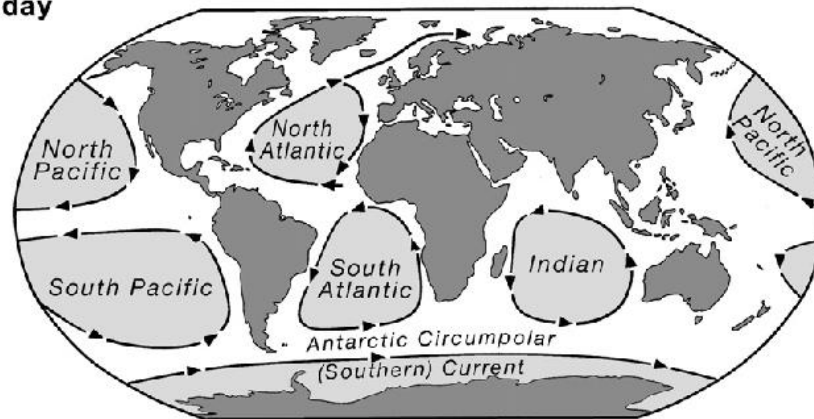 day
North
Pacific
North
Atlantic
North
Pacific
South Pacific
South
Atlantic
Indian
Antarctic Circumpolar
(Southern) Current